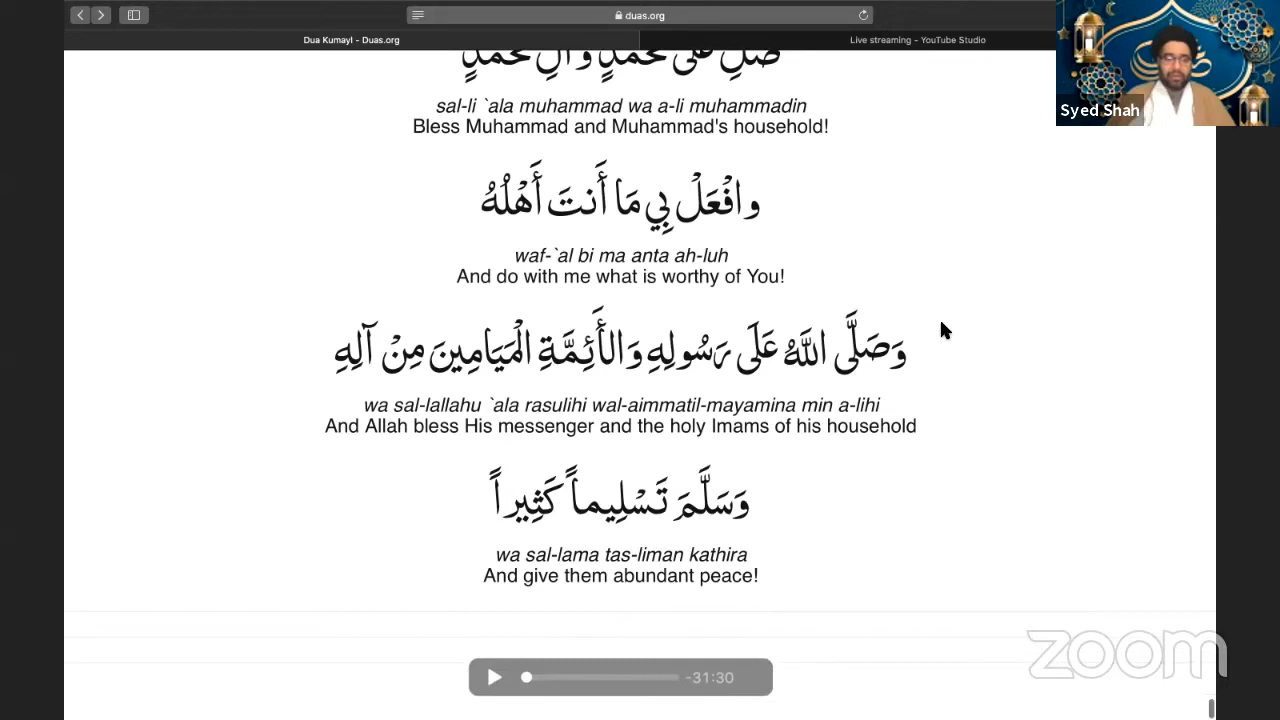 duas.org
Dua Kumayl - Duas.org
Live streaming - YouTube Studio
Syed Shah
صَلِّ عَلَى مُحَمَّدٍ وَ آلِ مُحَمَّدٍ
sal-li `ala muhammad wa a-li muhammadin
Bless Muhammad and Muhammad's household!
وافْعَلْ بِي مَا أَنتَ أَهْلُهُ
waf-`al bi ma anta ah-luh
And do with me what is worthy of You!
وَصَلَّى اللَّهُ عَلَى رَسُولِهِ وَالأَئِمَّةِ الْمَيَامِينَ مِنْ آلِهِ
wa sal-lallahu `ala rasulihi wal-aimmatil-mayamina min a-lihi
And Allah bless His messenger and the holy Imams of his household
وَسَلَّمَ تَسْلِيماً كَثِيراً
wa sal-lama tas-liman kathira
And give them abundant peace!
-31:30
zoom